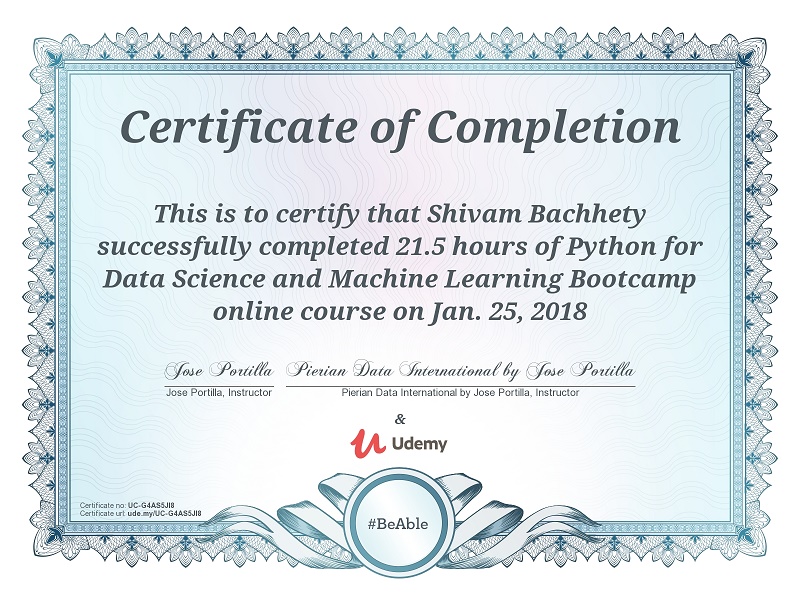 Certificate of Completion
This is to certify that Shivam Bachhety
successfully completed 21.5 hours of Python for
Data Science and Machine Learning Bootcamp
online course on Jan. 25, 2018
Jose Portilla Pierian Data International by Jose Portilla
Jose Portilla, Instructor Pierian Data International by Jose Portilla, Instructor
&
Udemy
Certificate no: UC-G4AS5JI8
Certificate url: ude.my/UC-G4AS5JI8
#BeAble